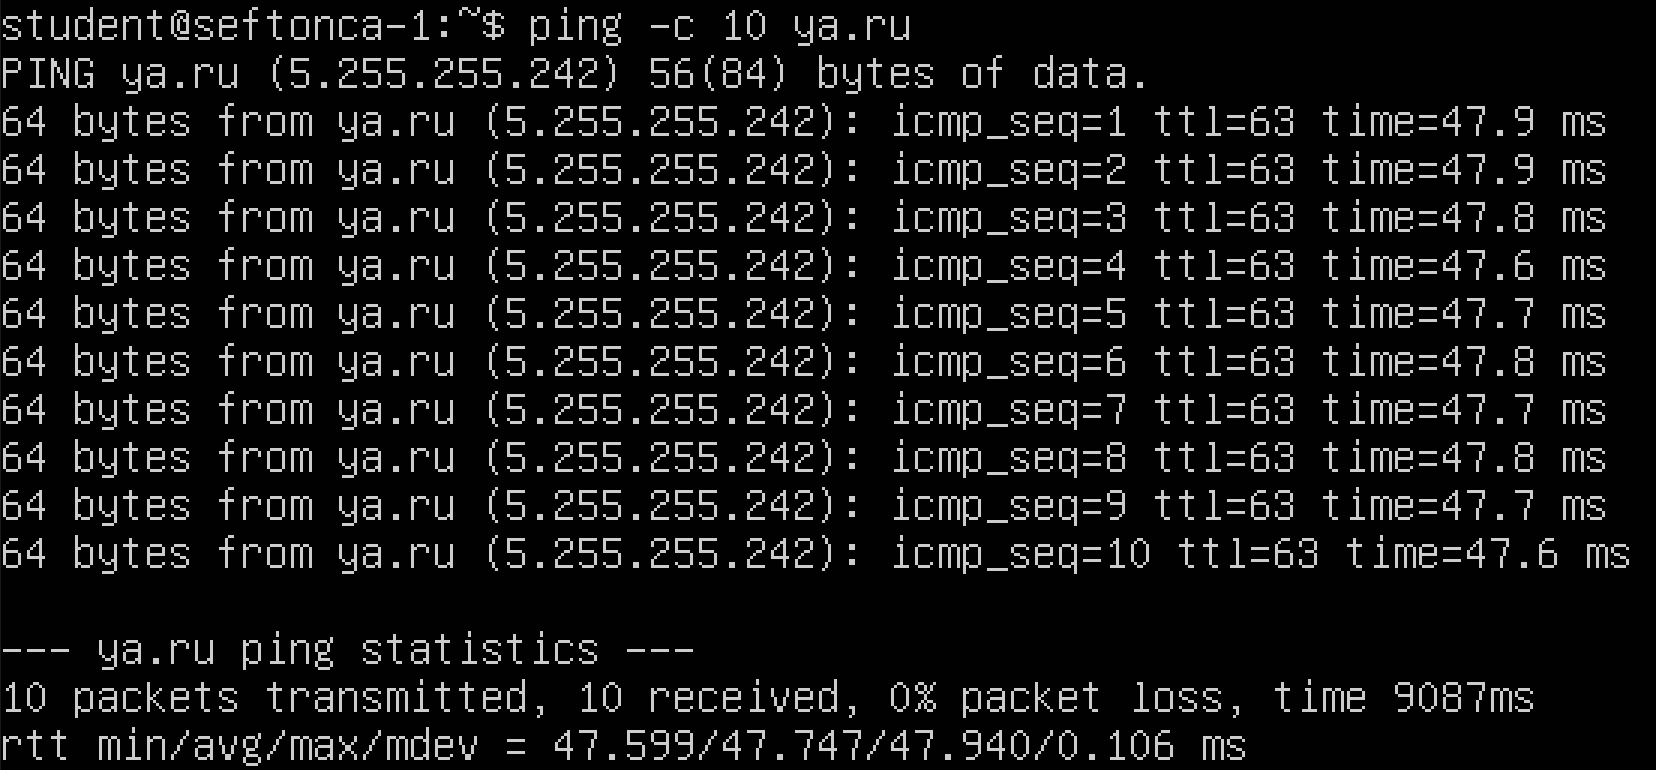 student@seftonca-1:~$ ping -c 10 ya.ru
PING ya.ru (5.255.255.242) 56(84) bytes of data.
64 bytes from ya.ru (5.255.255.242): icmp_seq=1 ttl=63 time=47.9 ms
64 bytes from ya.ru (5.255.255.242): icmp_seq=2 ttl=63 time=47.9 ms
64 bytes from ya.ru (5.255.255.242): icmp_seq=3 ttl=63 time=47.8 ms
64 bytes from ya.ru (5.255.255.242): icmp_seq=4 ttl=63 time=47.6 ms
64 bytes from ya.ru (5.255.255.242): icmp_seq=5 ttl=63 time=47.7 ms
64 bytes from ya.ru (5.255.255.242): icmp_seq=6 ttl=63 time=47.8 ms
64 bytes from ya.ru (5.255.255.242): icmp_seq=7 ttl=63 time=47.7 ms
64 bytes from ya.ru (5.255.255.242): icmp_seq=8 ttl=63 time=47.8 ms
64 bytes from ya.ru (5.255.255.242): icmp_seq=9 ttl=63 time=47.7 ms
64 bytes from ya.ru (5.255.255.242): icmp_seq=10 ttl=63 time=47.6 ms
--- ya.ru ping statistics ---
10 packets transmitted, 10 received, 0% packet loss, time 9087ms
rtt min/avg/max/mdev = 47.599/47.747/47.940/0.106 ms